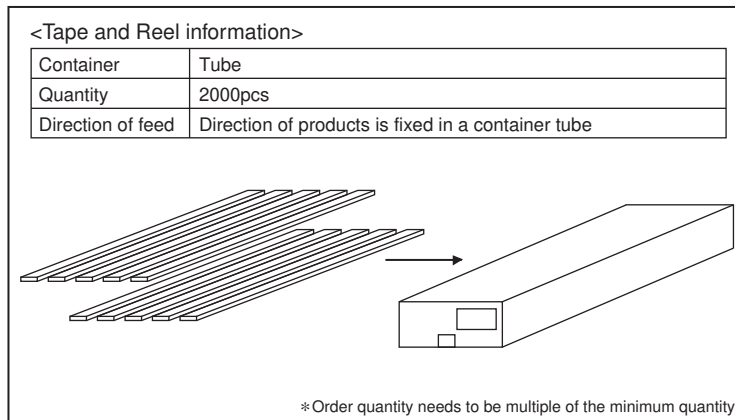 <Tape and Reel information>
Container Tube
Quantity 2000pcs
Direction of feed Direction of products is fixed in a container tube
*Order quantity needs to be multiple of the minimum quantity